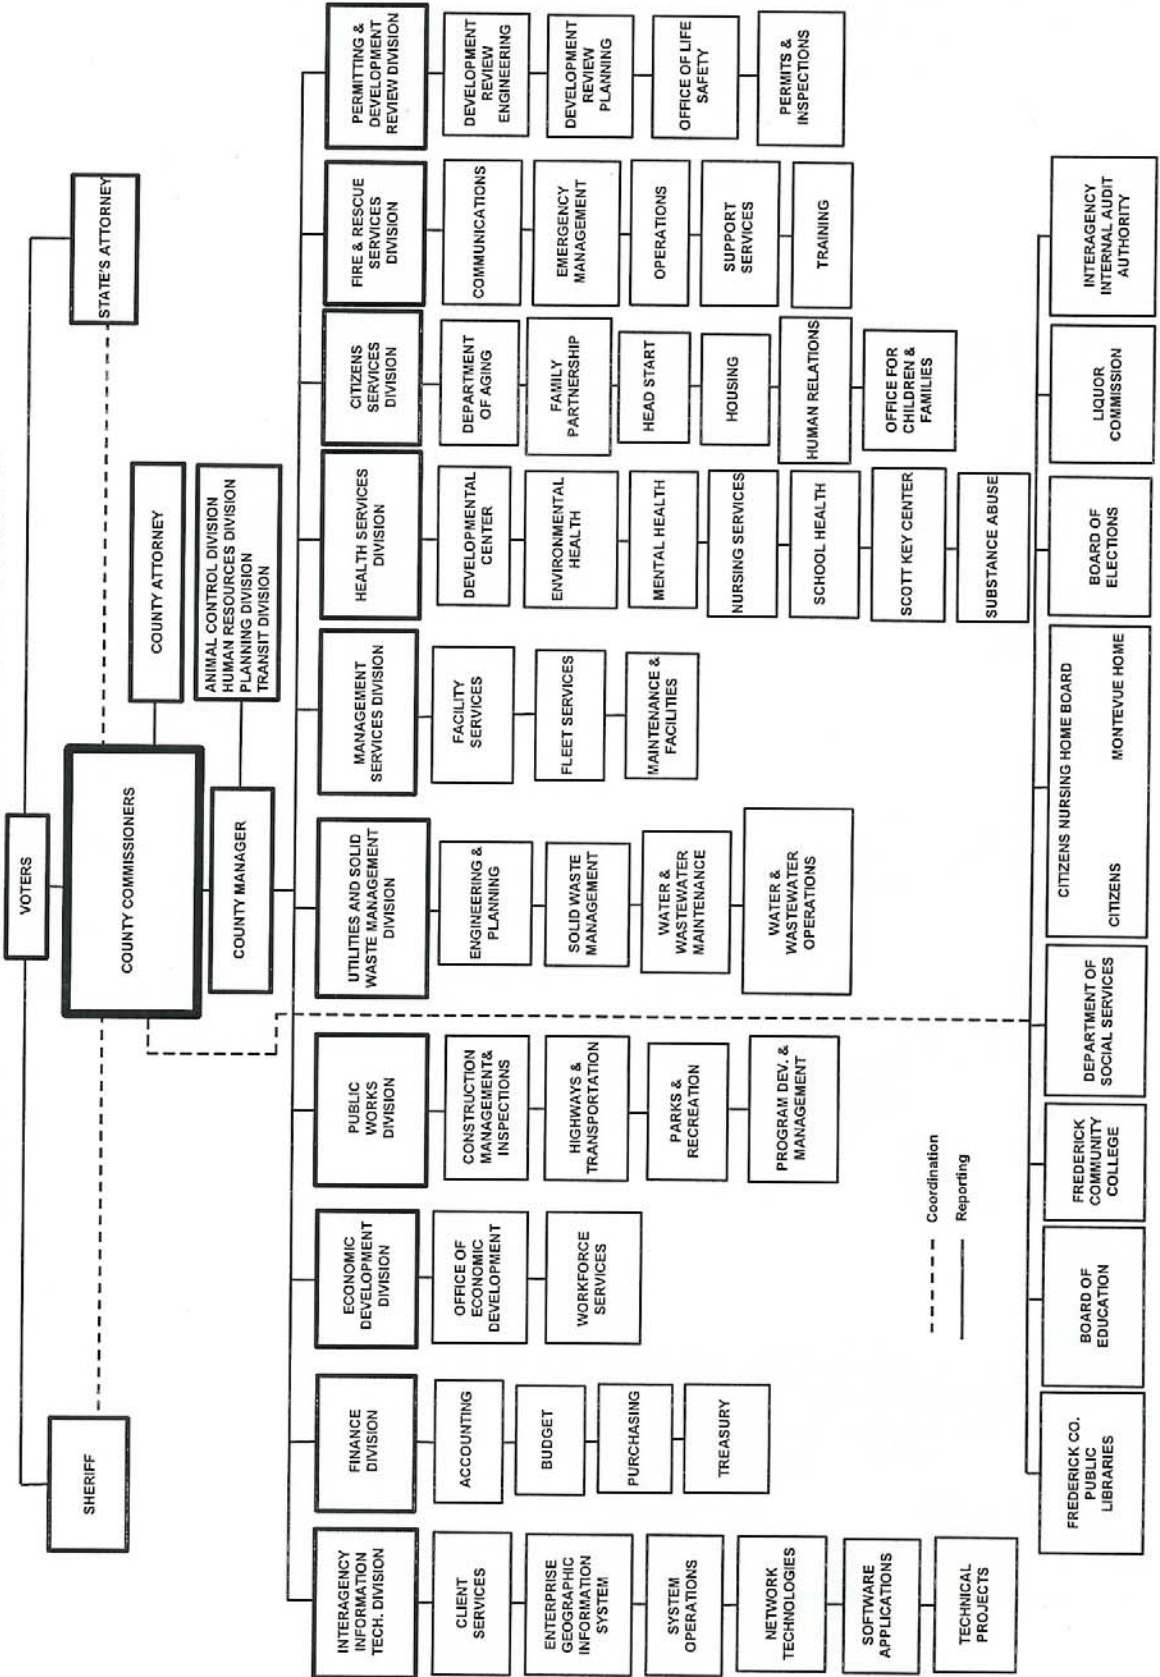 VOTERS
SHERIFF
STATE'S ATTORNEY
COUNTY COMMISSIONERS
COUNTY ATTORNEY
COUNTY MANAGER
ANIMAL CONTROL DIVISION
HUMAN RESOURCES DIVISION
PLANNING DIVISION
TRANSIT DIVISION
INTERAGENCY
INFORMATION
TECH. DIVISION
CLIENT
SERVICES
ENTERPRISE
GEOGRAPHIC
INFORMATION
SYSTEM
SYSTEM
OPERATIONS
NETWORK
TECHNOLOGIES
SOFTWARE
APPLICATIONS
TECHNICAL
PROJECTS
FINANCE
DIVISION
ACCOUNTING
BUDGET
PURCHASING
TREASURY
ECONOMIC
DEVELOPMENT
DIVISION
OFFICE OF
ECONOMIC
DEVELOPMENT
WORKFORCE
SERVICES
PUBLIC
WORKS
DIVISION
CONSTRUCTION
MANAGEMENT&
INSPECTIONS
HIGHWAYS &
TRANSPORTATION
PARKS &
RECREATION
PROGRAM DEV. &
MANAGEMENT
UTILITIES AND SOLID
WASTE MANAGEMENT
DIVISION
ENGINEERING &
PLANNING
SOLID WASTE
MANAGEMENT
WATER &
WASTEWATER
MAINTENANCE
WATER &
WASTEWATER
OPERATIONS
MANAGEMENT
SERVICES DIVISION
FACILITY
SERVICES
FLEET SERVICES
MAINTENANCE &
FACILITIES
HEALTH SERVICES
DIVISION
DEVELOPMENTAL
CENTER
ENVIRONMENTAL
HEALTH
MENTAL HEALTH
NURSING SERVICES
SCHOOL HEALTH
SCOTT KEY CENTER
SUBSTANCE ABUSE
CITIZENS
SERVICES
DIVISION
DEPARTMENT
OF AGING
FAMILY
PARTNERSHIP
HEAD START
HOUSING
HUMAN RELATIONS
OFFICE FOR
CHILDREN &
FAMILIES
FIRE & RESCUE
SERVICES
DIVISION
COMMUNICATIONS
EMERGENCY
MANAGEMENT
OPERATIONS
SUPPORT
SERVICES
TRAINING
PERMITTING &
DEVELOPMENT
REVIEW DIVISION
DEVELOPMENT
REVIEW
ENGINEERING
DEVELOPMENT
REVIEW
PLANNING
OFFICE OF LIFE
SAFETY
PERMITS &
INSPECTIONS
Coordination
Reporting
FREDERICK CO.
PUBLIC
LIBRARIES
BOARD OF
EDUCATION
FREDERICK
COMMUNITY
COLLEGE
DEPARTMENT OF
SOCIAL SERVICES
CITIZENS NURSING HOME BOARD
CITIZENS MONTEVUE HOME
BOARD OF
ELECTIONS
LIQUOR
COMMISSION
INTERAGENCY
INTERNAL AUDIT
AUTHORITY